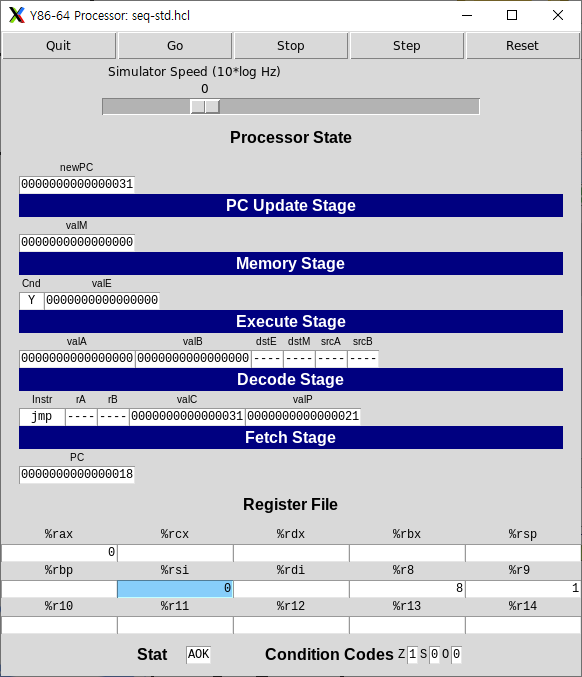 Y86-64 Processor: seq-std.hcl
Quit Go Stop Step Reset
Simulator Speed (10*log Hz)
0
Processor State
newPC
0000000000000031
PC Update Stage
valM
0000000000000000
Memory Stage
Cnd valE
Y 0000000000000000
Execute Stage
valA valB dstE dstM srcA srcB
0000000000000000 0000000000000000 ---- ---- ---- ----
Decode Stage
Instr rA rB valC valP
jmp ---- ---- 0000000000000031 0000000000000021
Fetch Stage
PC
0000000000000018
Register File
%rax %rcx %rdx %rbx %rsp
0
%rbp %rsi %rdi %r8 %r9
0 8 1
%r10 %r11 %r12 %r13 %r14
Stat AOK Condition Codes Z 1 S 0 O 0